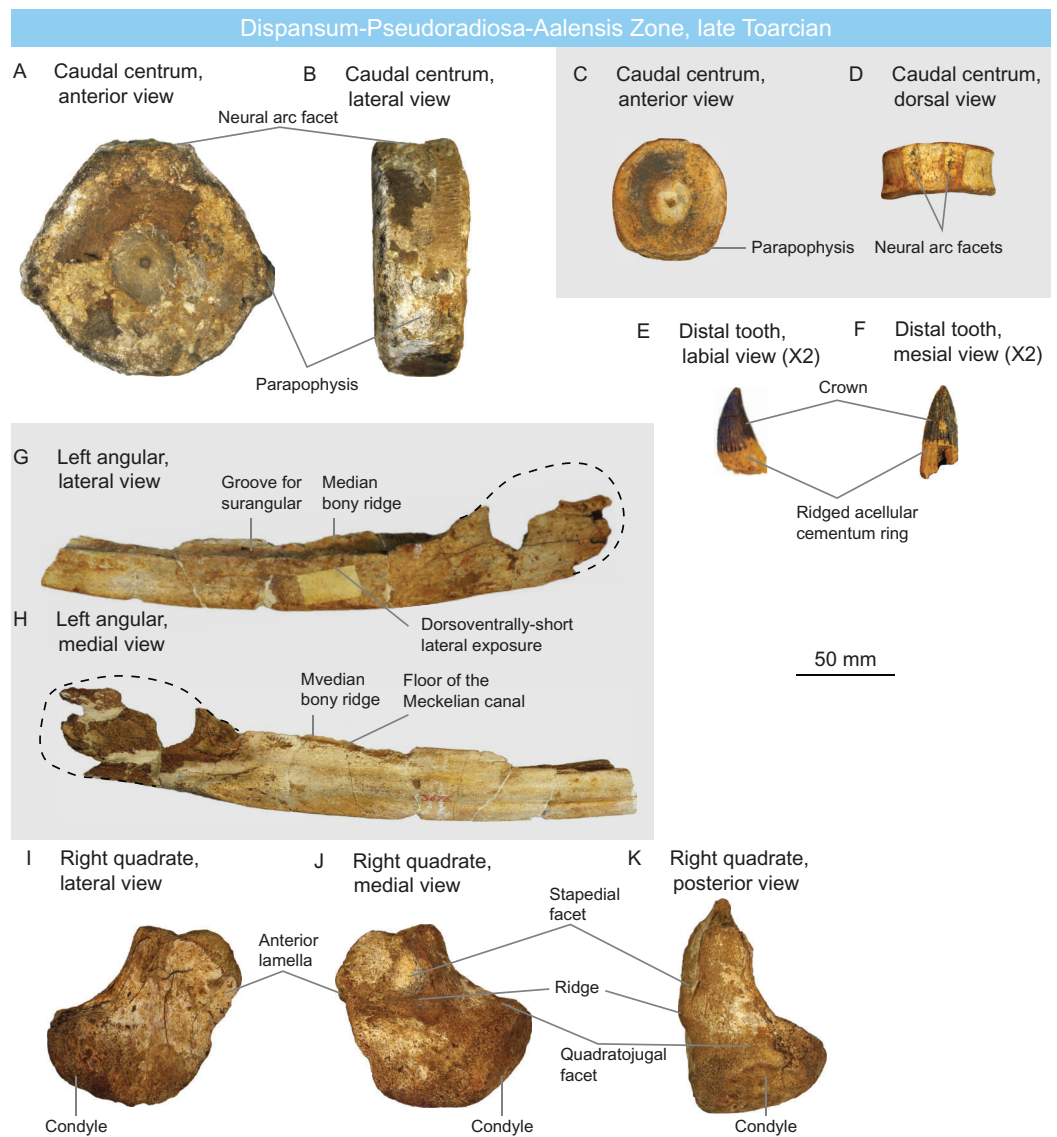 Dispansum-Pseudoradiosa-Aalensis Zone, late Toarcian
A Caudal centrum,
anterior view
B Caudal centrum,
lateral view
Neural arc facet
Parapophysis
C Caudal centrum,
anterior view
D Caudal centrum,
dorsal view
Parapophysis
Neural arc facets
E Distal tooth,
labial view (X2)
F Distal tooth,
mesial view (X2)
Crown
Ridged acellular
cementum ring
G Left angular,
lateral view
Groove for
surangular
Median
bony ridge
Dorsoventrally-short
lateral exposure
H Left angular,
medial view
Mvedian
bony ridge
Floor of the
Meckelian canal
50 mm
I Right quadrate,
lateral view
J Right quadrate,
medial view
K Right quadrate,
posterior view
Anterior
lamella
Stapedial
facet
Ridge
Quadratojugal
facet
Condyle
Condyle
Condyle